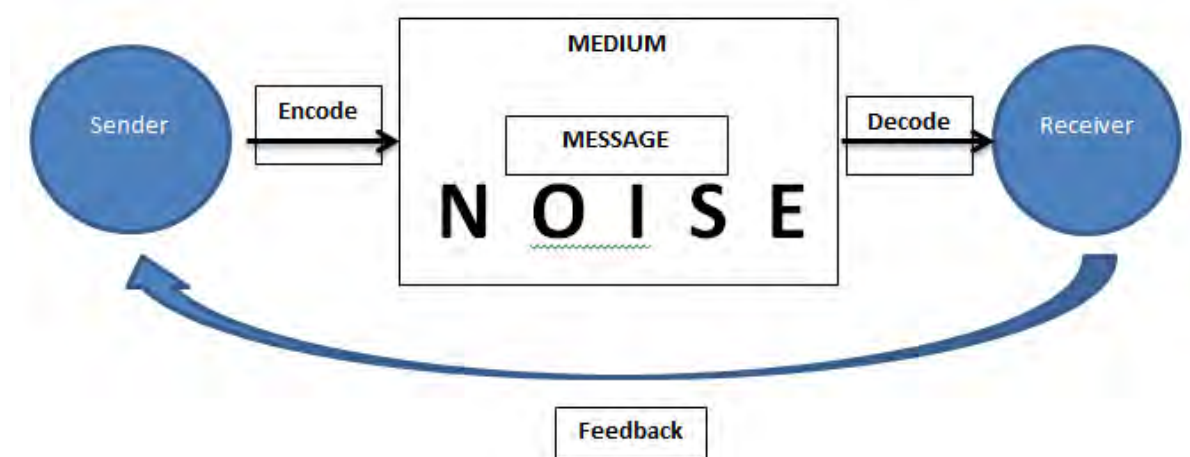 MEDIUM
Sender
Encode
MESSAGE
Decode
Receiver
N O I S E
Feedback